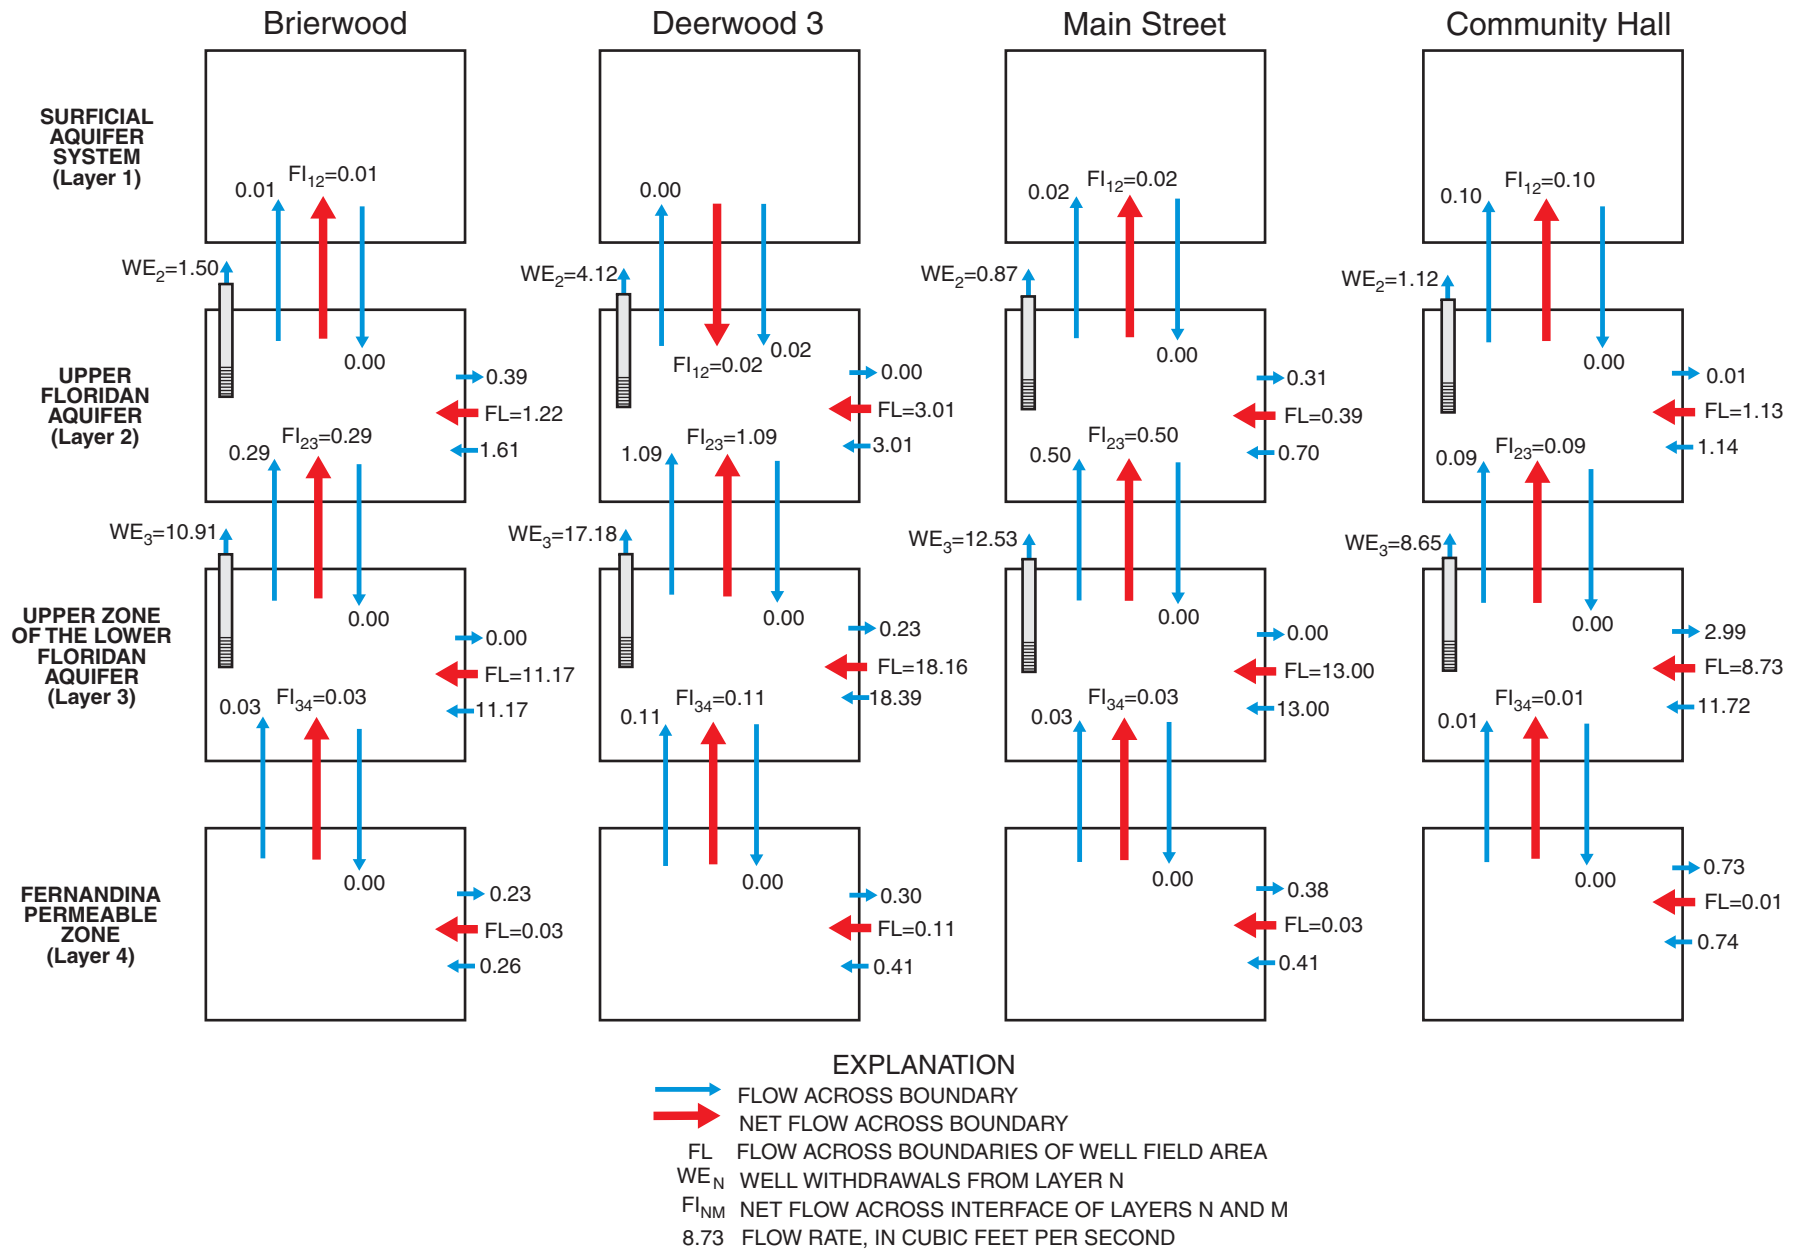 Brierwood Deerwood 3 Main Street Community Hall
SURFICIAL
AQUIFER
SYSTEM
(Layer 1)
0.01 FI12=0.01
0.00
0.02 FI12=0.02
0.10 FI12=0.10
WE2=1.50 WE2=4.12 WE2=0.87 WE2=1.12
UPPER
FLORIDAN
AQUIFER
(Layer 2)
0.00
0.39
FL=1.22
1.61
0.29 FI23=0.29
FI12=0.02 0.02
0.00
FL=3.01
3.01
1.09 FI23=1.09
0.00
0.31
FL=0.39
0.70
0.50 FI23=0.50
0.00
0.01
FL=1.13
1.14
0.09 FI23=0.09
WE3=10.91 WE3=17.18 WE3=12.53 WE3=8.65
UPPER ZONE
OF THE LOWER
FLORIDAN
AQUIFER
(Layer 3)
0.00
0.00
FL=11.17
11.17
0.03 FI34=0.03
0.00
0.23
FL=18.16
18.39
0.11 FI34=0.11
0.00
0.00
FL=13.00
13.00
0.03 FI34=0.03
0.00
2.99
FL=8.73
11.72
0.01 FI34=0.01
FERNANDINA
PERMEABLE
ZONE
(Layer 4)
0.00
0.23
FL=0.03
0.26
0.00
0.30
FL=0.11
0.41
0.00
0.38
FL=0.03
0.41
0.00
0.73
FL=0.01
0.74
EXPLANATION
FLOW ACROSS BOUNDARY
NET FLOW ACROSS BOUNDARY
FL FLOW ACROSS BOUNDARIES OF WELL FIELD AREA
WEN WELL WITHDRAWALS FROM LAYER N
FINM NET FLOW ACROSS INTERFACE OF LAYERS N AND M
8.73 FLOW RATE, IN CUBIC FEET PER SECOND